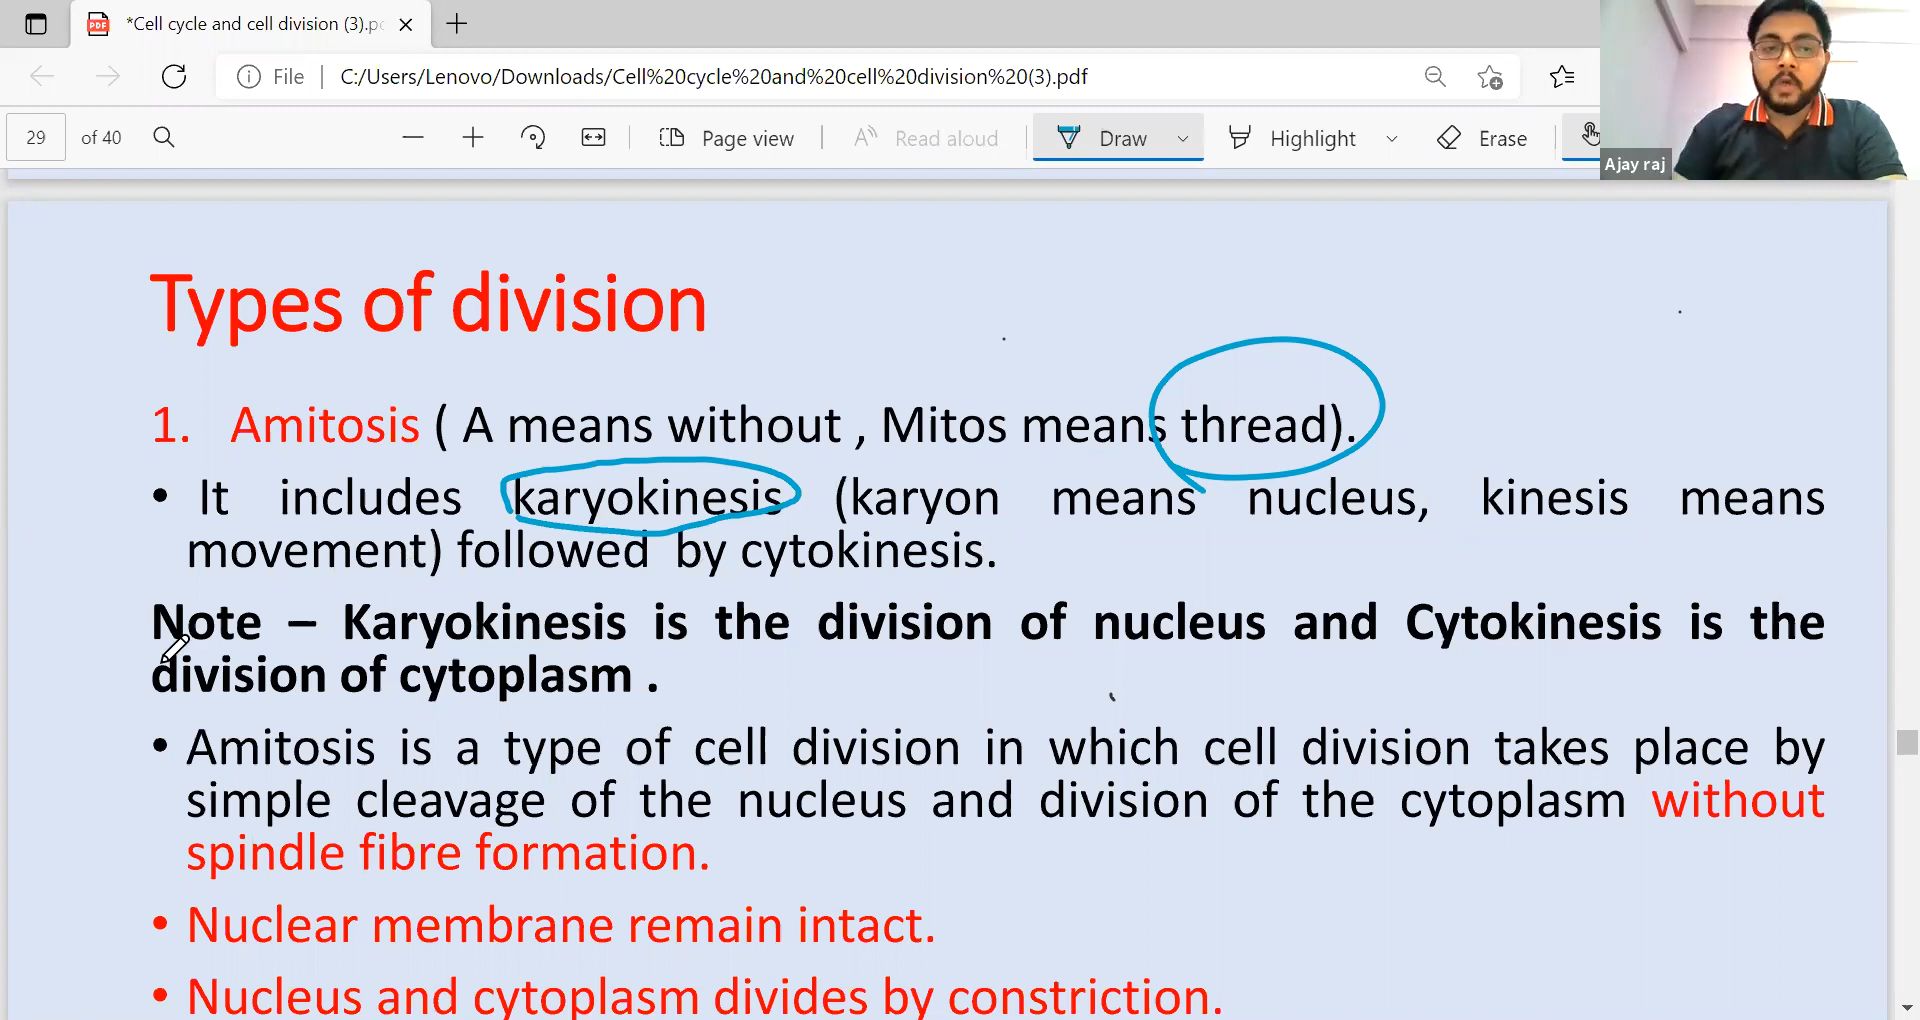 *Cell cycle and cell division (3).p
File
C:/Users/Lenovo/Downloads/Cell%20cycle%20and%20cell%20division%20(3).pdf
29 of 40
Page view
Read aloud
Draw
Highlight
Erase
Ajay raj
Types of division
1. Amitosis ( A means without , Mitos means thread).
• It includes karyokinesis (karyon means nucleus, kinesis means
movement) followed by cytokinesis.
Note – Karyokinesis is the division of nucleus and Cytokinesis is the
division of cytoplasm .
• Amitosis is a type of cell division in which cell division takes place by
simple cleavage of the nucleus and division of the cytoplasm without
spindle fibre formation.
• Nuclear membrane remain intact.
• Nucleus and cytoplasm divides by constriction.